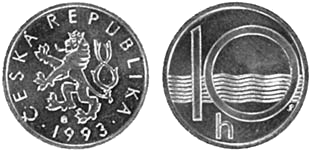 ČESKÁ REPUBLIKA
· 1993 ·
10
h